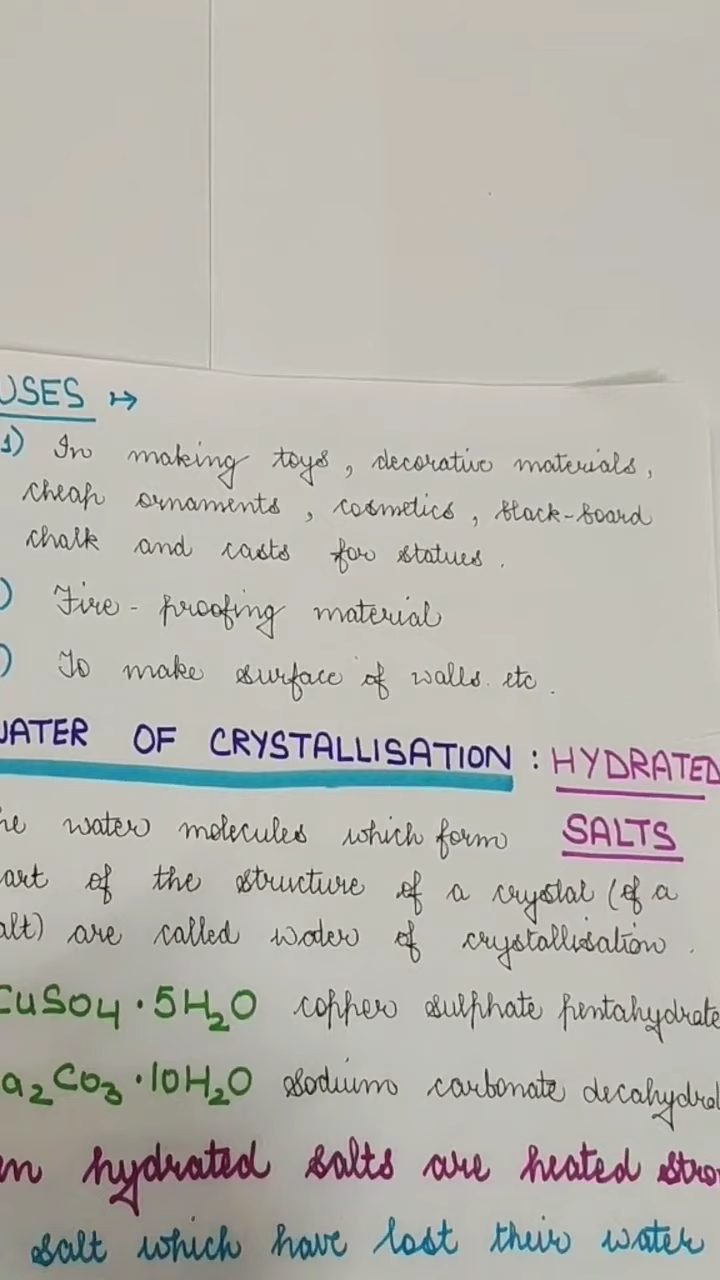 USES ↦
1) In making toys, decorative materials,
cheap ornaments, cosmetics, black-board
chalk and casts for statues.
) Fire-proofing material
) To make surface of walls. etc.
WATER OF CRYSTALLISATION : HYDRATED
SALTS
he water molecules which form
art of the structure of a crystal (of a
alt) are called water of crystallisation.
CuSO4·5H₂O copper sulphate pentahydrate
a₂CO₃·10H₂O sodium carbonate decahydra
en hydrated salts are heated stro
salt which have lost their water